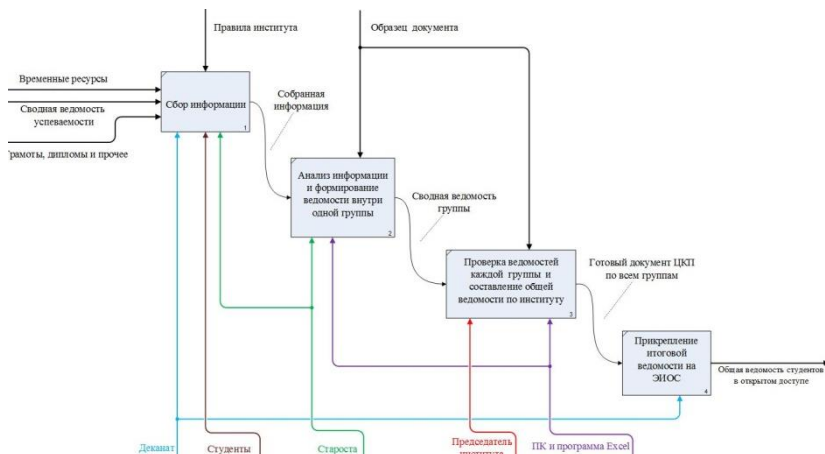 Правила института
Образец документа
Временные ресурсы
Сводная ведомость
успеваемости
Грамоты, дипломы и прочее
Сбор информации
1
Собранная
информация
Анализ информации
и формирование
ведомости внутри
одной группы
2
Сводная ведомость
группы
Проверка ведомостей
каждой группы и
составление общей
ведомости по институту
3
Готовый документ ЦКП
по всем группам
Прикрепление
итоговой
ведомости на
ЭИОС
4
Общая ведомость студентов
в открытом доступе
Деканат
Студенты
Староста
Председатель
института
ПК и программа Excel